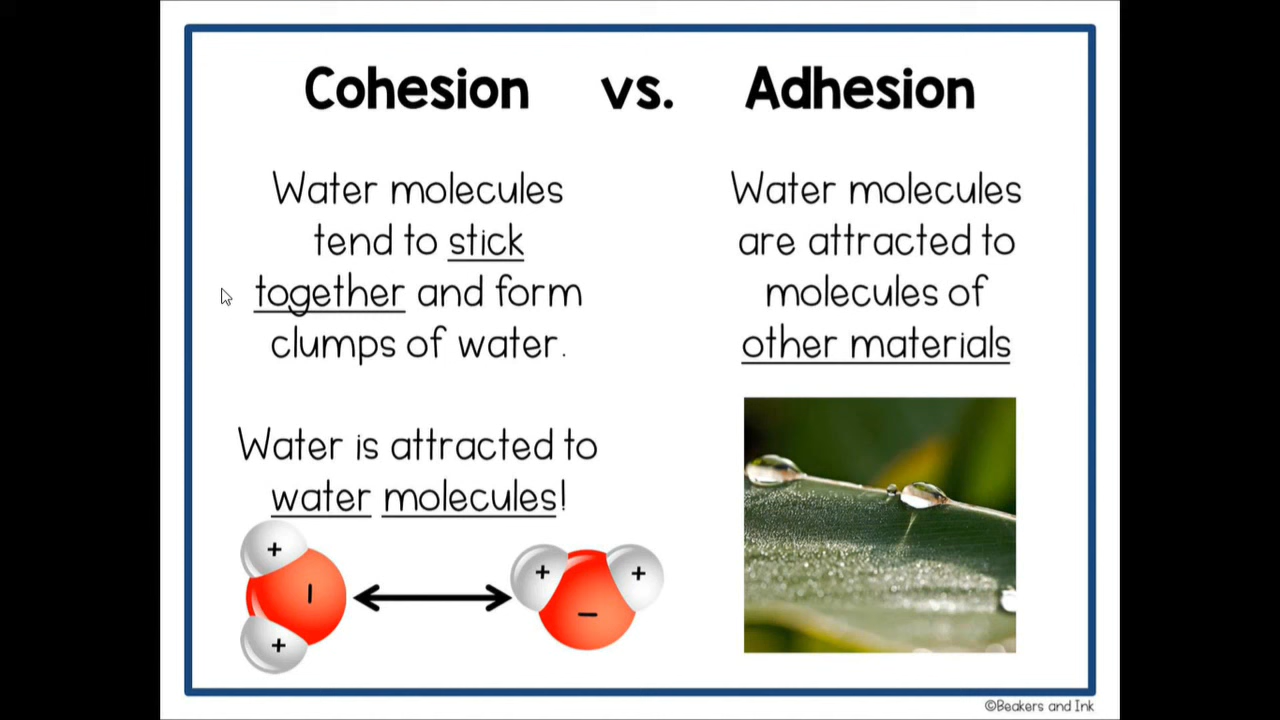 Cohesion vs. Adhesion
Water molecules
tend to stick
together and form
clumps of water.
Water is attracted to
water molecules!
+
-
+
+
+
-
Water molecules
are attracted to
molecules of
other materials
©Beakers and Ink